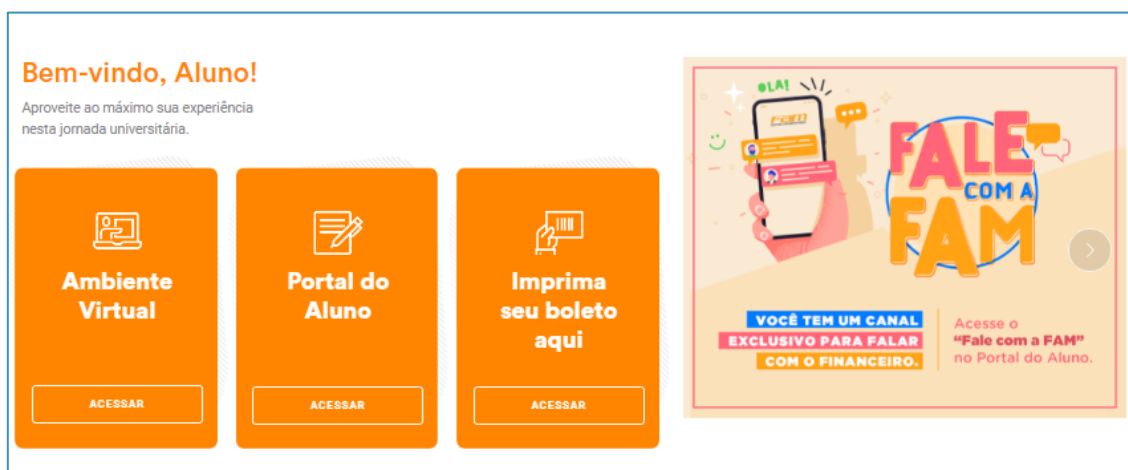 Bem-vindo, Aluno!
Aproveite ao máximo sua experiência
nesta jornada universitária.
Ambiente
Virtual
ACESSAR
Portal do
Aluno
ACESSAR
Imprima
seu boleto
aqui
ACESSAR
OLA!
Fam
FALE
COM A
FAM
VOCÊ TEM UM CANAL
EXCLUSIVO PARA FALAR
COM O FINANCEIRO.
Acesse o
“Fale com a FAM”
no Portal do Aluno.